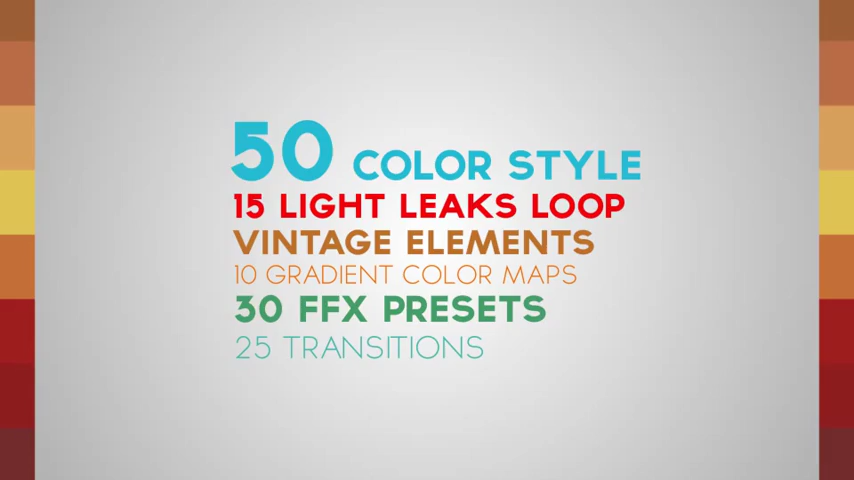 50 COLOR STYLE
15 LIGHT LEAKS LOOP
VINTAGE ELEMENTS
10 GRADIENT COLOR MAPS
30 FFX PRESETS
25 TRANSITIONS